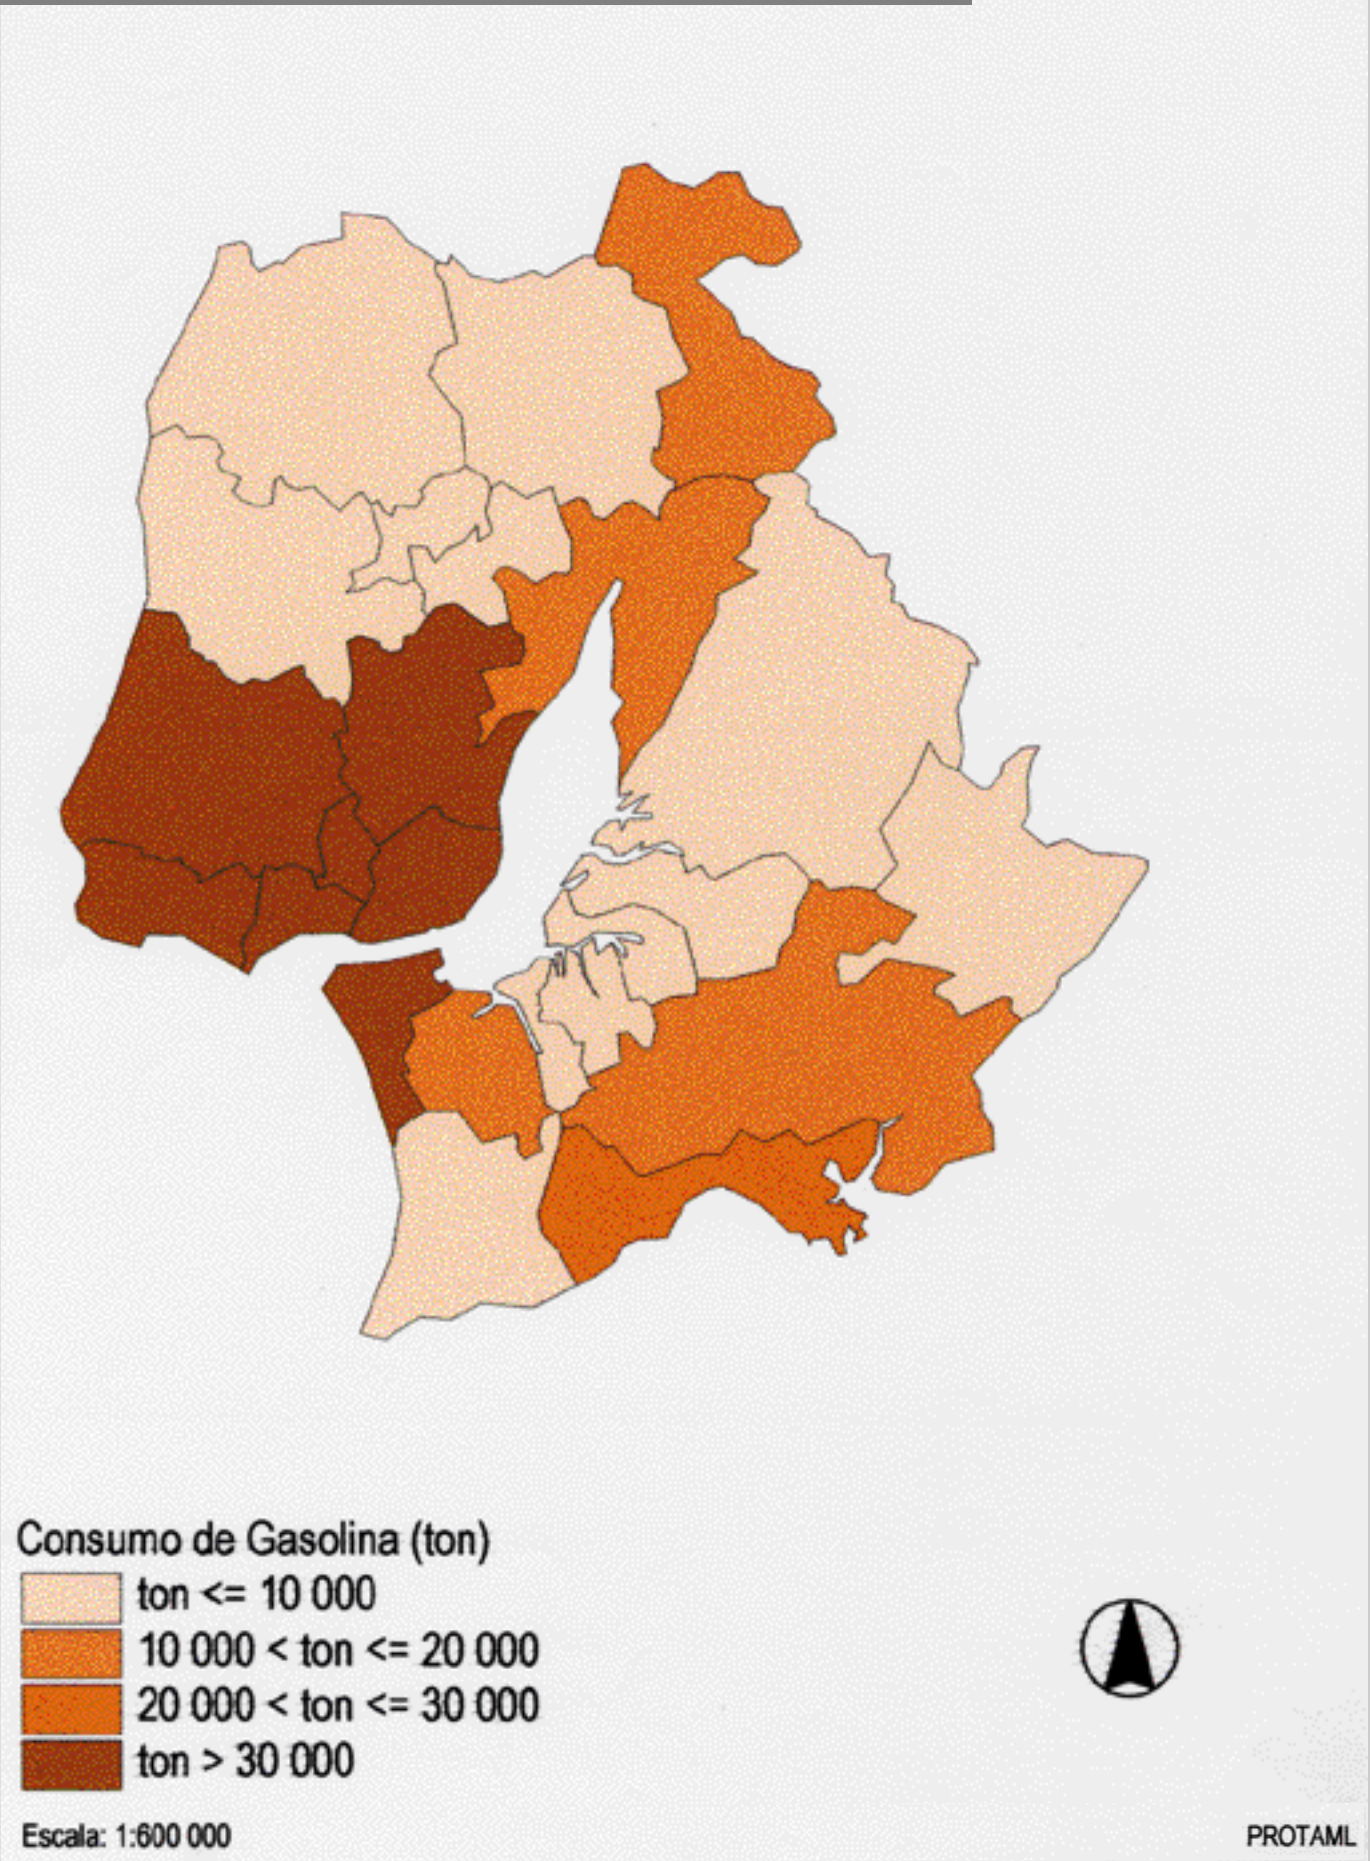 Consumo de Gasolina (ton)
ton <= 10 000
10 000 < ton <= 20 000
20 000 < ton <= 30 000
ton > 30 000
Escala: 1:600 000
PROTAML